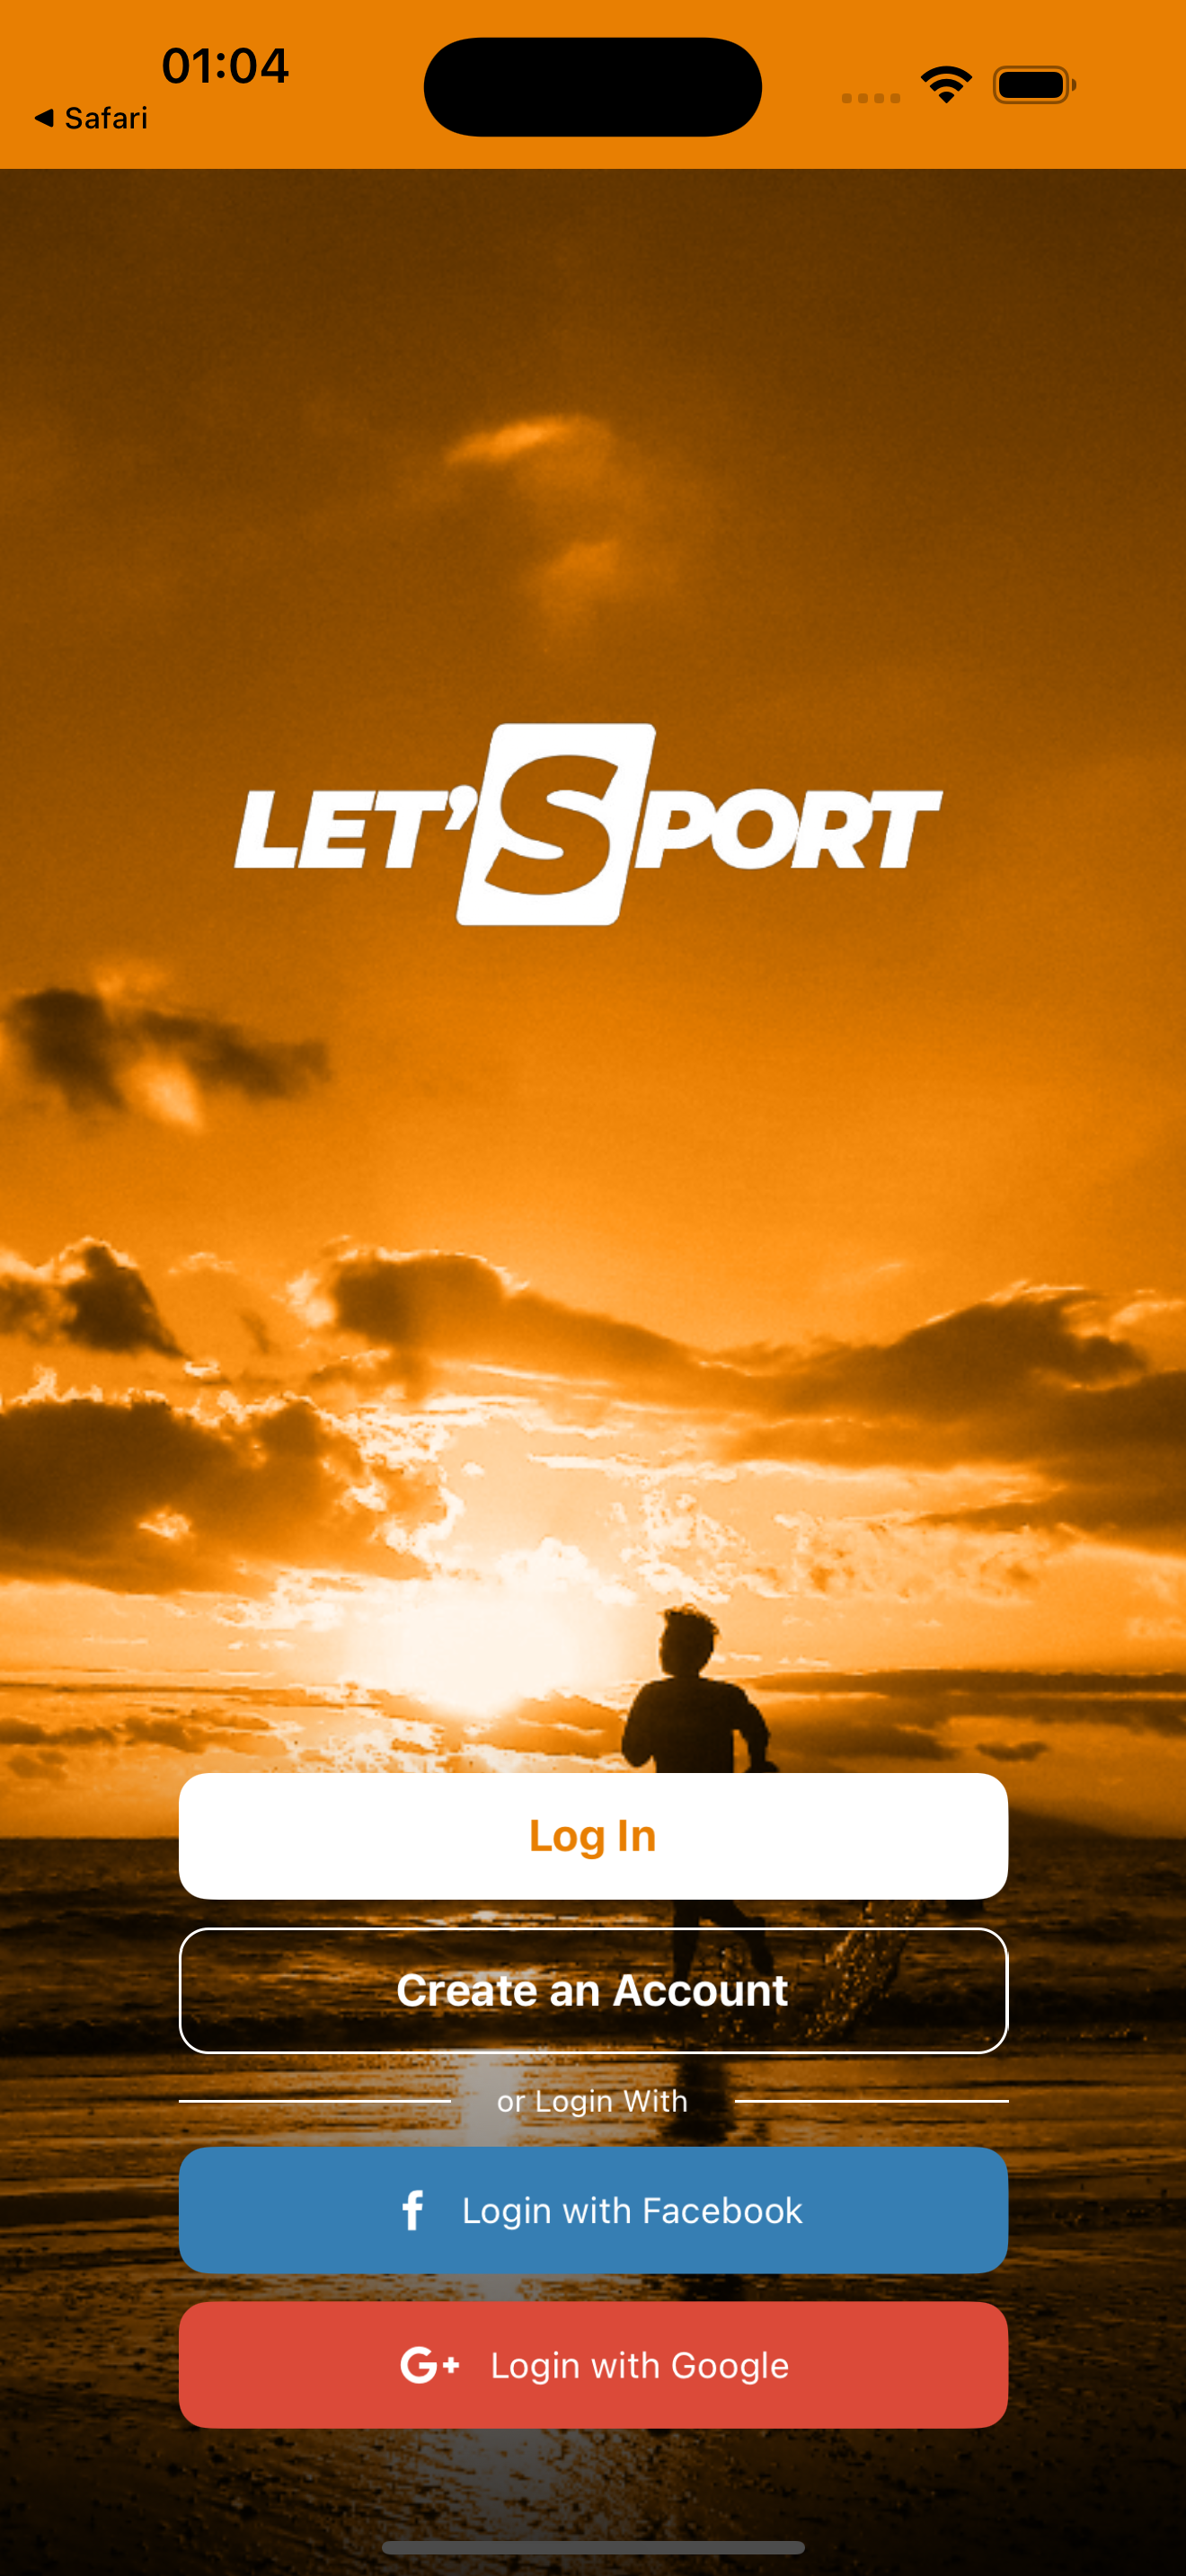 01:04
◀ Safari
LET'SPORT
Log In
Create an Account
or Login With
f Login with Facebook
G+ Login with Google